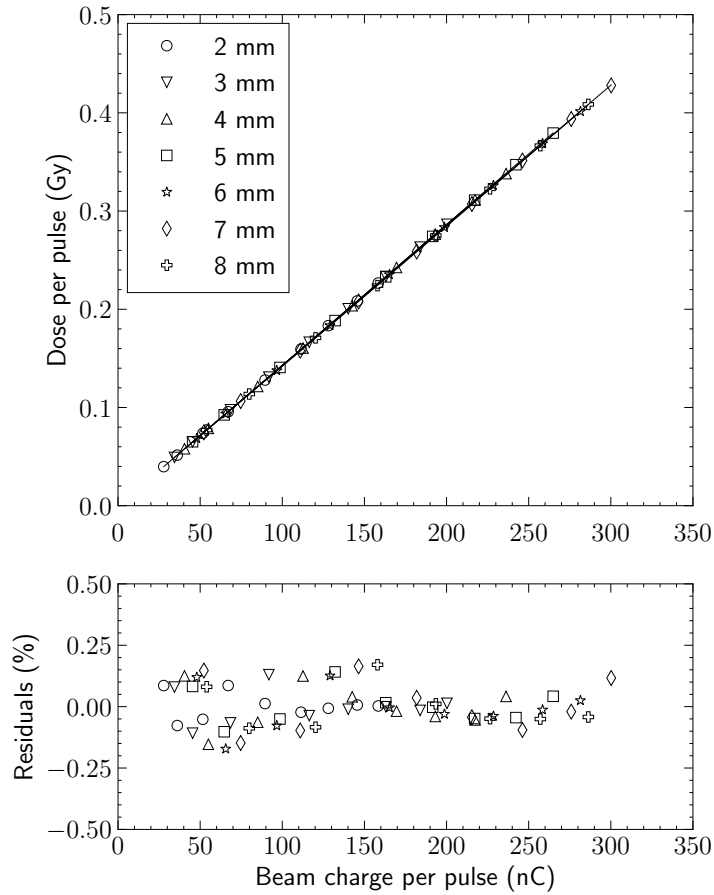 0.5
0.4
0.3
0.2
0.1
0.0
Dose per pulse (Gy)
2 mm
3 mm
4 mm
5 mm
6 mm
7 mm
8 mm
0 50 100 150 200 250 300 350
0.50
0.25
0.00
−0.25
−0.50
Residuals (%)
0 50 100 150 200 250 300 350
Beam charge per pulse (nC)